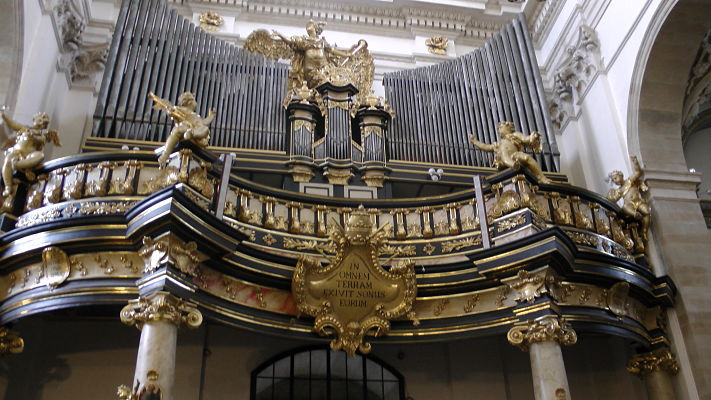 IN
OMNEM
TERRAM
EXIVIT SONUS
EORUM